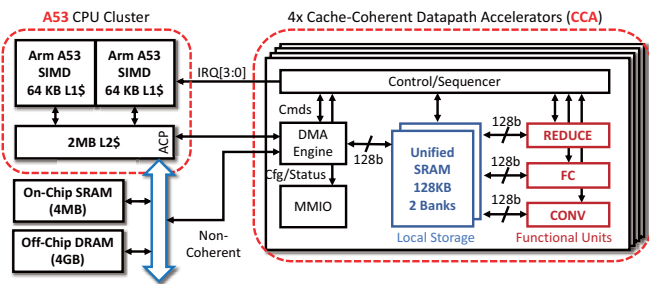 A53 CPU Cluster
4x Cache-Coherent Datapath Accelerators (CCA)
Arm A53
SIMD
64 KB L1$
Arm A53
SIMD
64 KB L1$
IRQ[3:0]
Control/Sequencer
Cmds
2MB L2$
ACP
DMA
Engine
128b
Cfg/Status
MMIO
Unified
SRAM
128KB
2 Banks
128b
REDUCE
128b
FC
128b
CONV
On-Chip SRAM
(4MB)
Off-Chip DRAM
(4GB)
Non-
Coherent
Local Storage
Functional Units